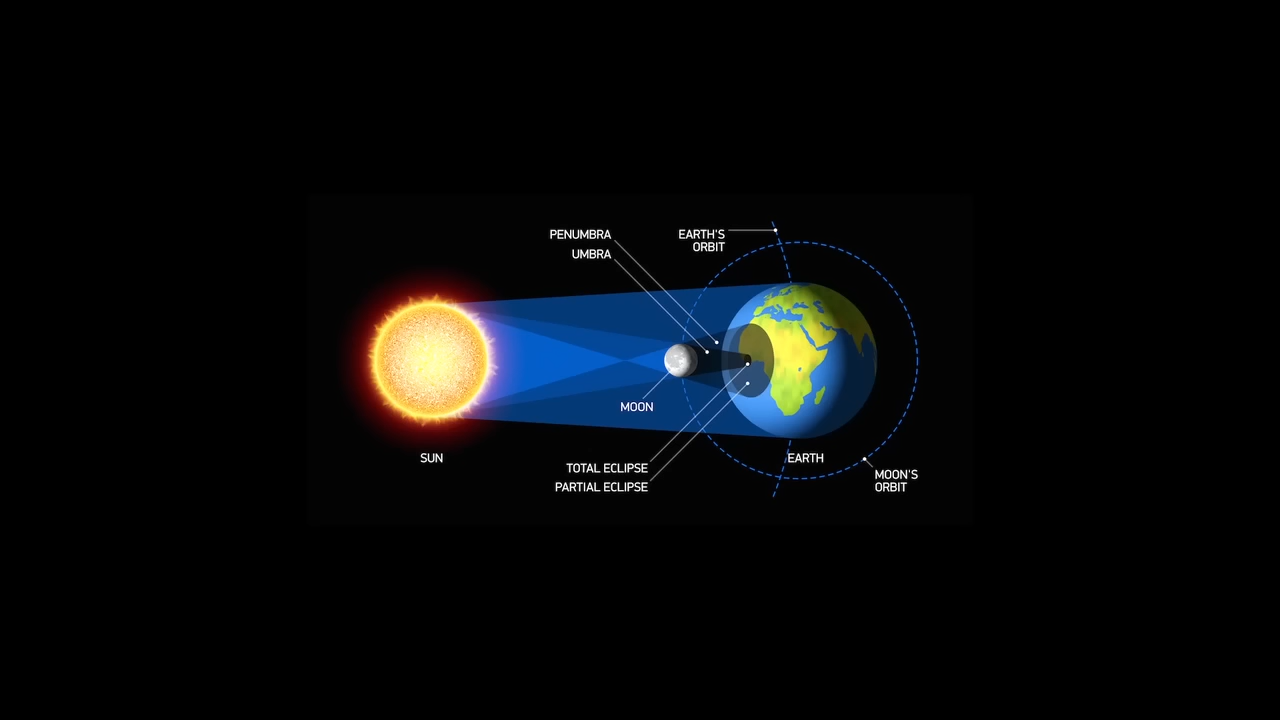 PENUMBRA
UMBRA
EARTH'S
ORBIT
MOON
SUN
EARTH
TOTAL ECLIPSE
PARTIAL ECLIPSE
MOON'S
ORBIT